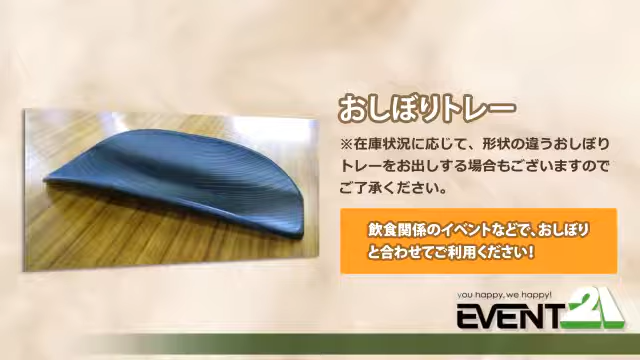 おしぼりトレー
※在庫状況に応じて、形状の違うおしぼり
トレーをお出しする場合もございますので
ご了承ください。
飲食関係のイベントなどで、おしぼり
と合わせてご利用ください!
you happy, we happy!
EVENT21